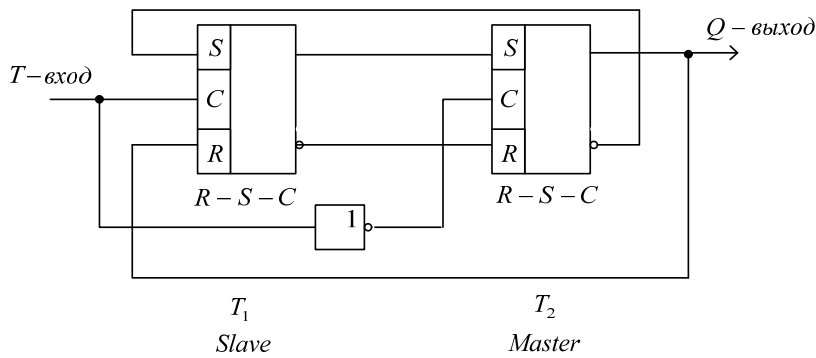 Q – выход
T – вход
S
C
R
S
C
R
R – S – C
R – S – C
1
T₁
T₂
Slave
Master